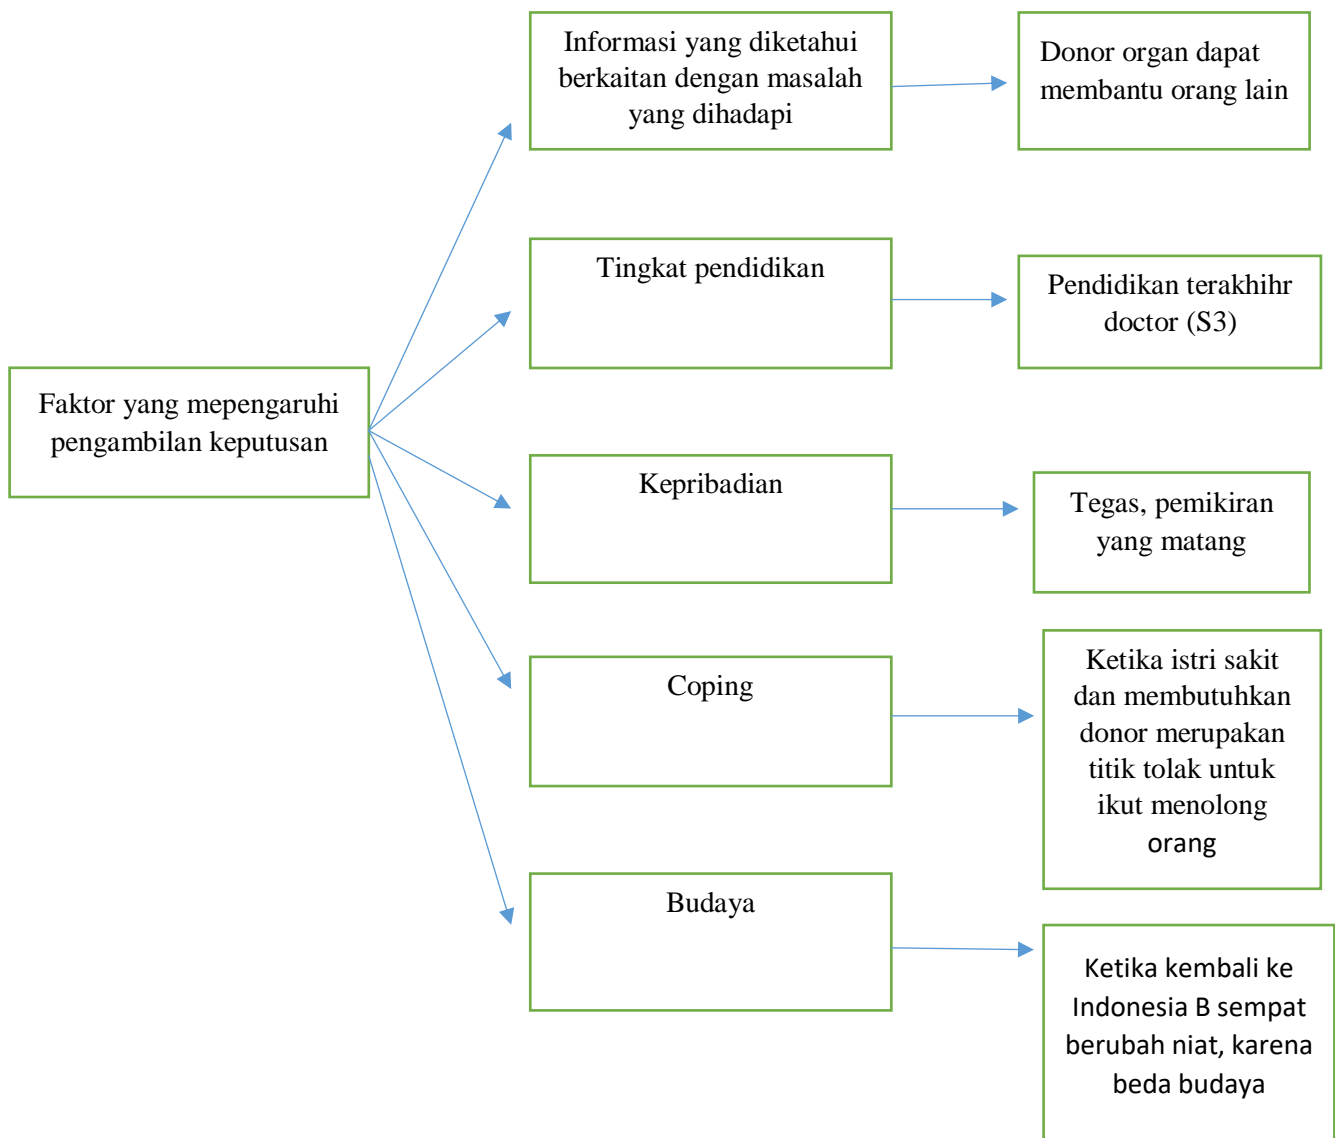 Informasi yang diketahui
berkaitan dengan masalah
yang dihadapi
Donor organ dapat
membantu orang lain
Tingkat pendidikan
Pendidikan terakhihr
doctor (S3)
Faktor yang mepengaruhi
pengambilan keputusan
Kepribadian
Tegas, pemikiran
yang matang
Coping
Ketika istri sakit
dan membutuhkan
donor merupakan
titik tolak untuk
ikut menolong
orang
Budaya
Ketika kembali ke
Indonesia B sempat
berubah niat, karena
beda budaya